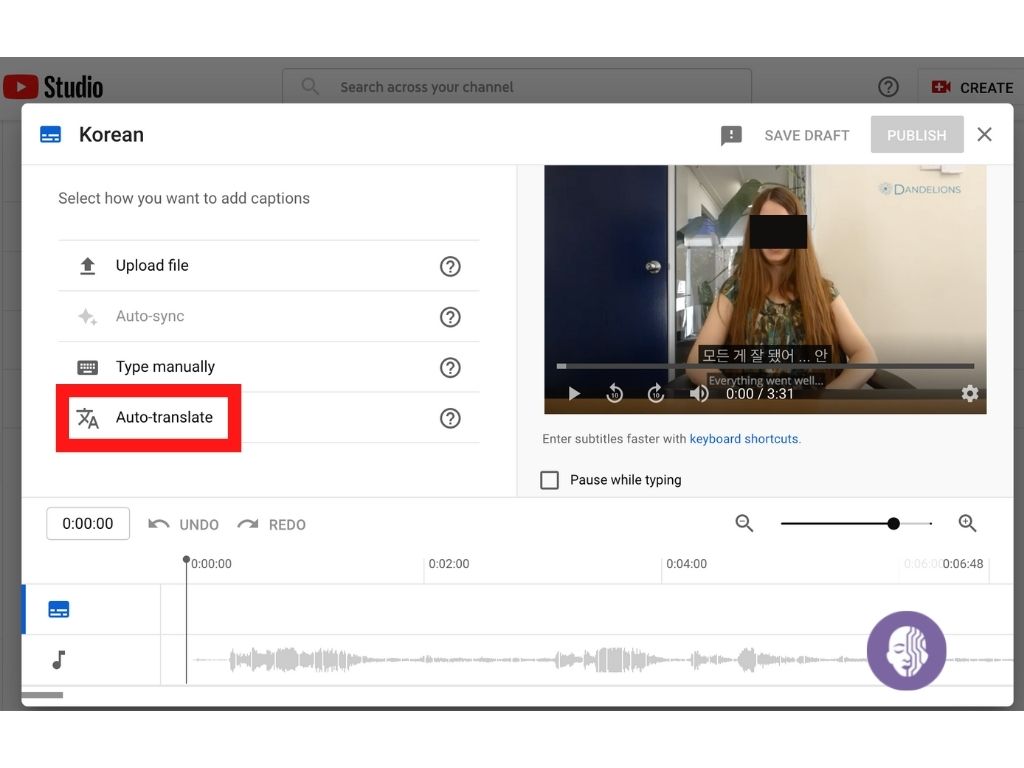 Studio
Search across your channel
CREATE
Korean
SAVE DRAFT
PUBLISH
Select how you want to add captions
Upload file
Auto-sync
Type manually
Auto-translate
DANDELIONS
모든 게 잘 됐어 ... 안
Everything went well...
10
10
0:00 / 3:31
Enter subtitles faster with keyboard shortcuts.
Pause while typing
0:00:00
UNDO
REDO
0:00:00
0:02:00
0:04:00
0:06:00
0:06:48